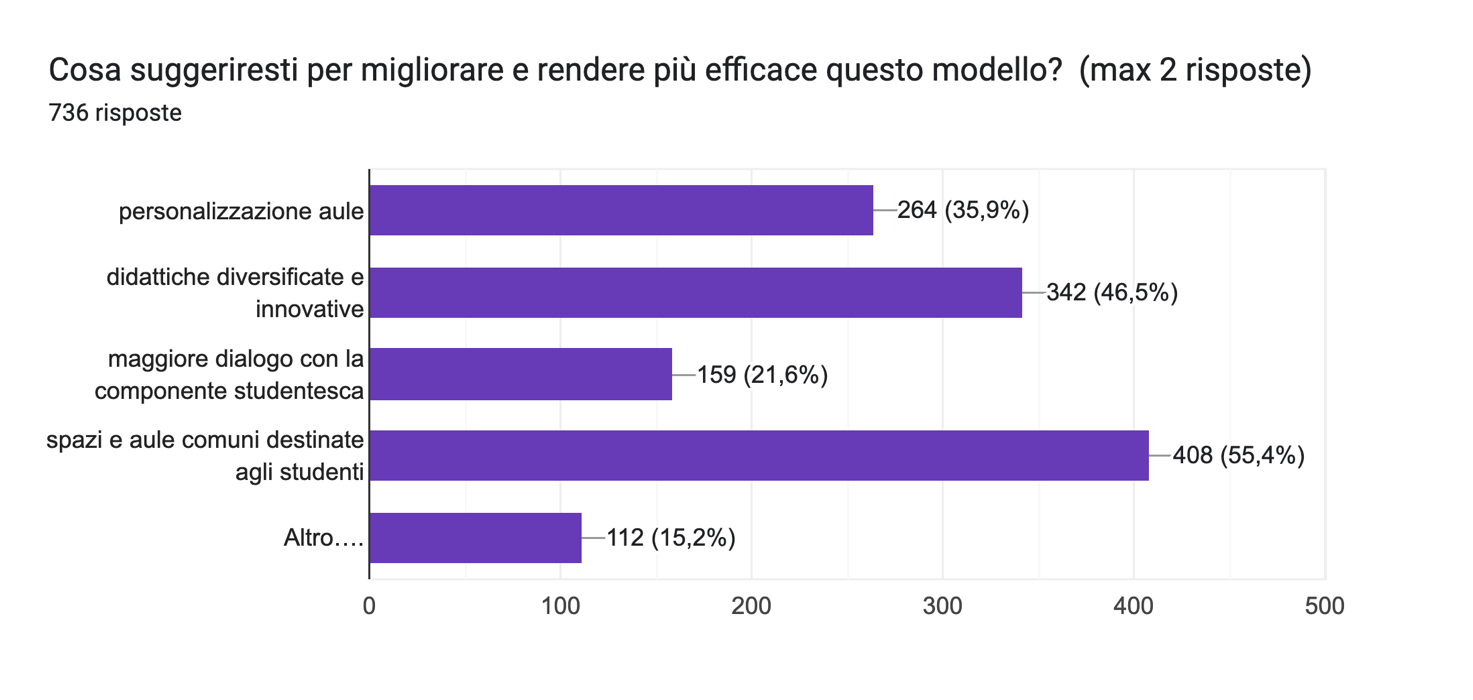 Cosa suggeriresti per migliorare e rendere più efficace questo modello?  (max 2 risposte)
736 risposte
personalizzazione aule
264 (35,9%)
didattiche diversificate e
innovative
342 (46,5%)
maggiore dialogo con la
componente studentesca
159 (21,6%)
spazi e aule comuni destinate
agli studenti
408 (55,4%)
Altro….
112 (15,2%)
0 100 200 300 400 500